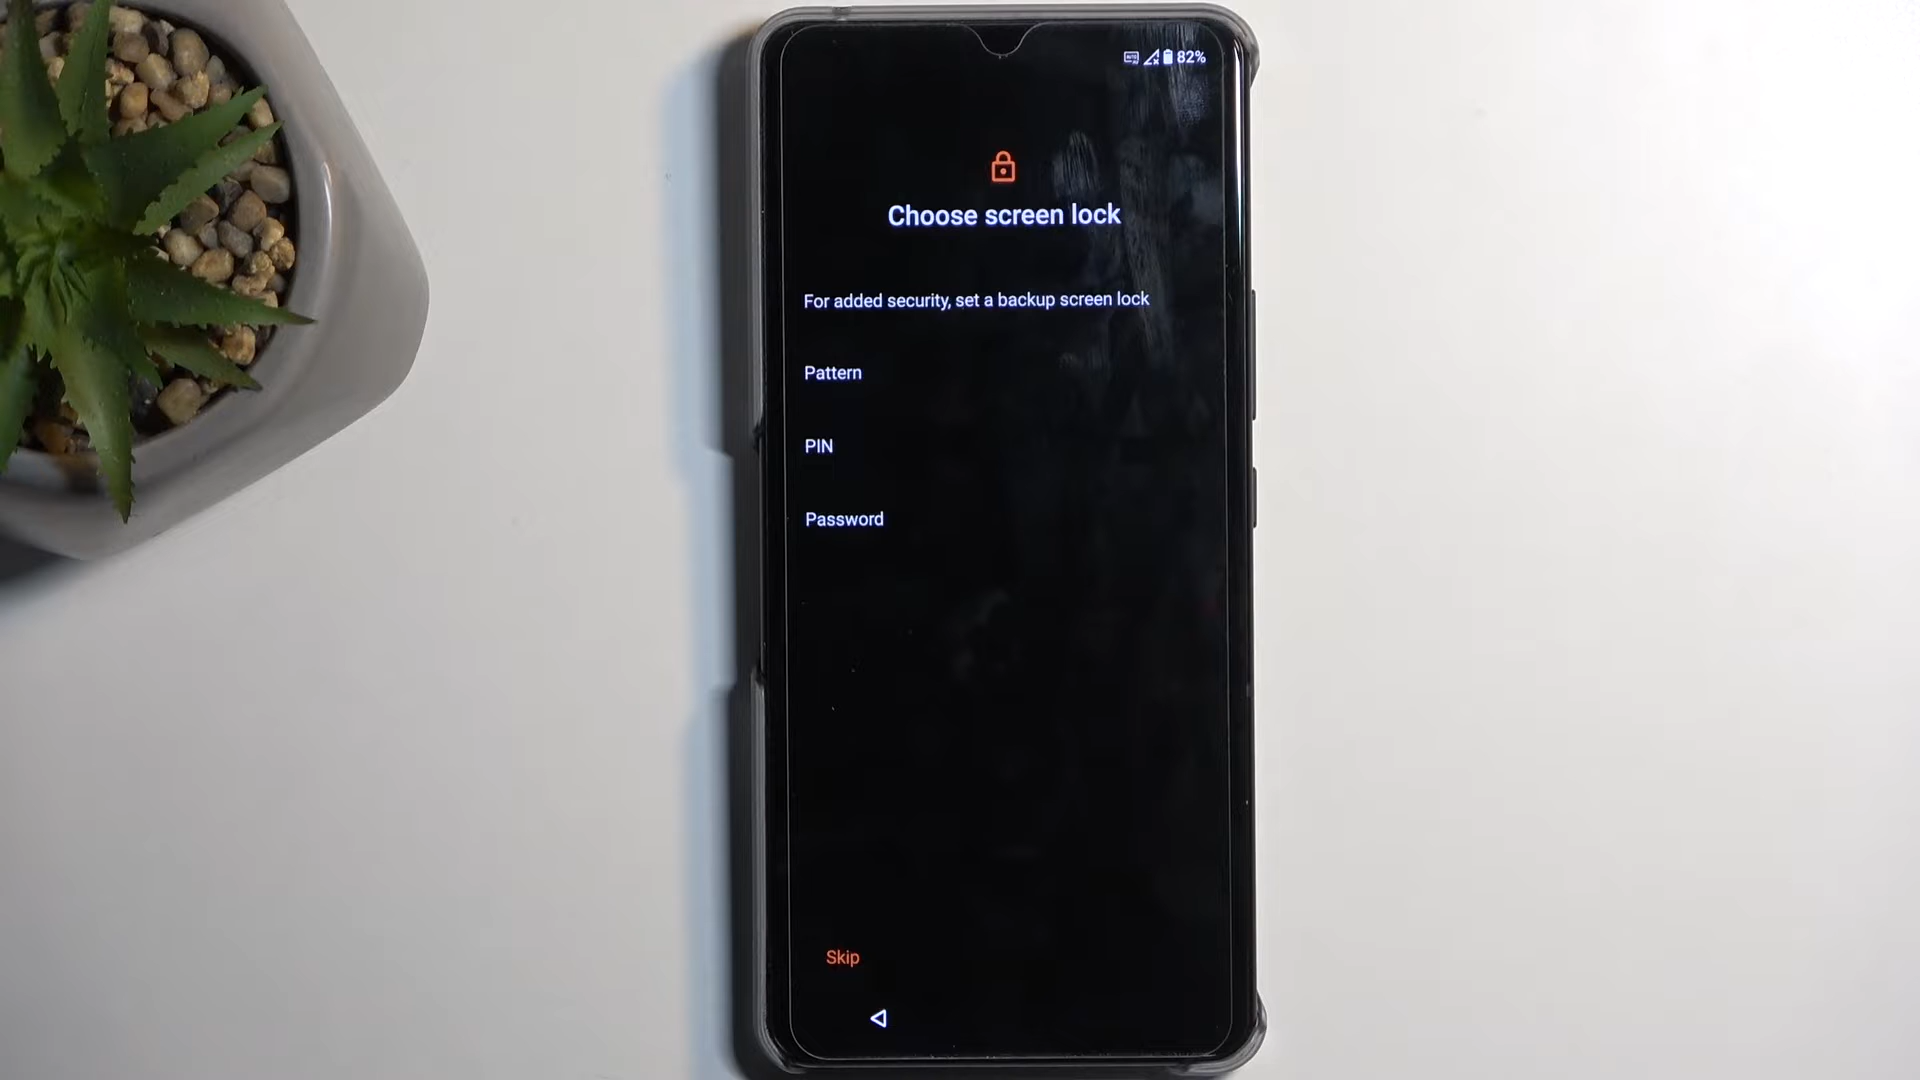 82%
Choose screen lock
For added security, set a backup screen lock
Pattern
PIN
Password
Skip